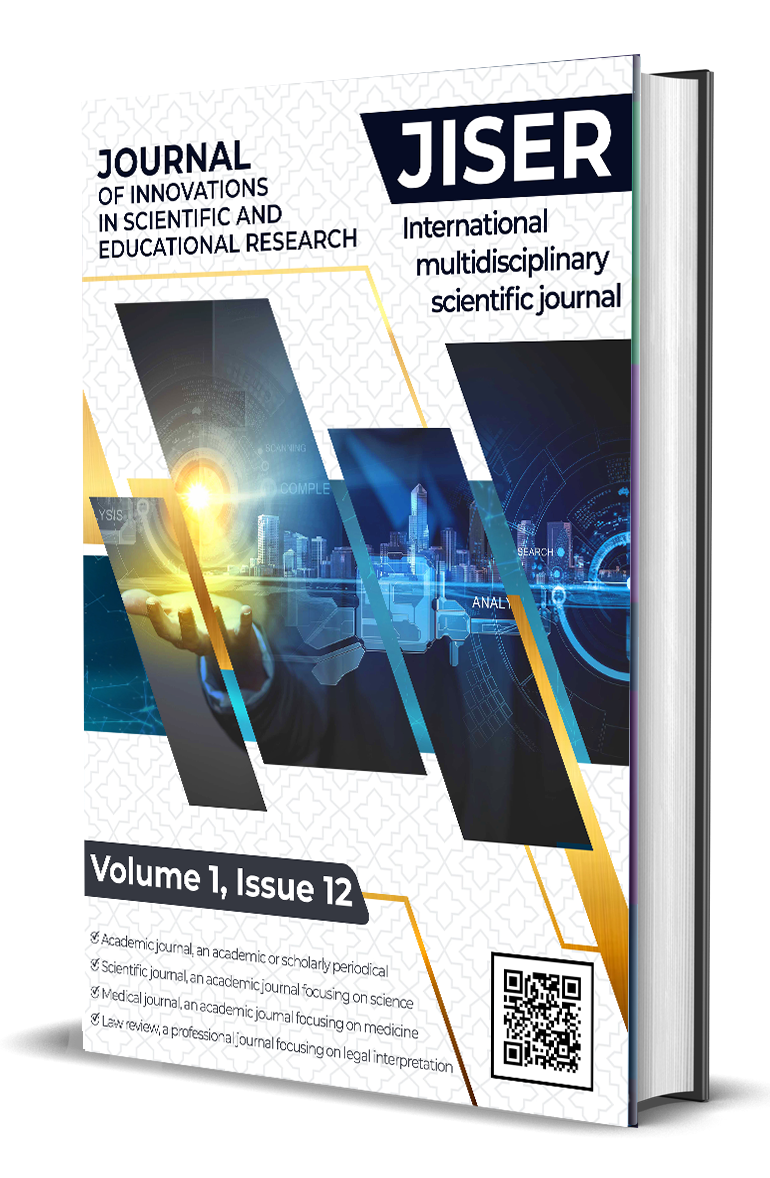 JOURNAL
OF INNOVATIONS
IN SCIENTIFIC AND
EDUCATIONAL RESEARCH
JISER
International
multidisciplinary
scientific journal
SCANNING
COMPLE
YSIS
SEARCH
ANALY
Volume 1, Issue 12
Academic journal, an academic or scholarly periodical
Scientific journal, an academic journal focusing on science
Medical journal, an academic journal focusing on medicine
Law review, a professional journal focusing on legal interpretation